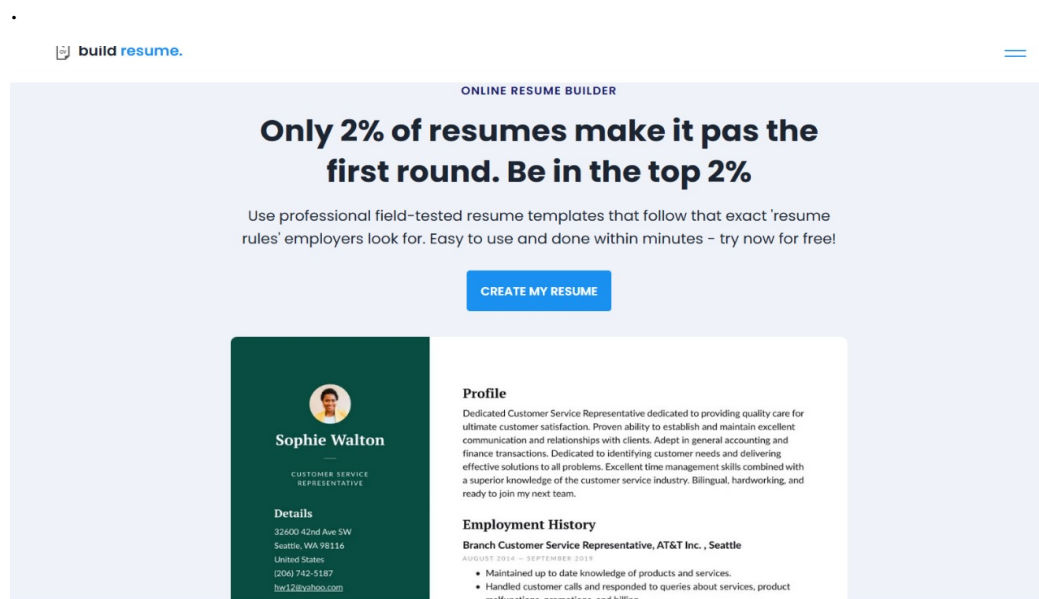 .
build resume.
ONLINE RESUME BUILDER
Only 2% of resumes make it pas the
first round. Be in the top 2%
Use professional field-tested resume templates that follow that exact 'resume
rules' employers look for. Easy to use and done within minutes - try now for free!
CREATE MY RESUME
Sophie Walton
CUSTOMER SERVICE
REPRESENTATIVE
Details
32600 42nd Ave SW
Seattle, WA 98116
United States
(206) 742-5187
hw12@yahoo.com
Profile
Dedicated Customer Service Representative dedicated to providing quality care for
ultimate customer satisfaction. Proven ability to establish and maintain excellent
communication and relationships with clients. Adept in general accounting and
finance transactions. Dedicated to identifying customer needs and delivering
effective solutions to all problems. Excellent time management skills combined with
a superior knowledge of the customer service industry. Bilingual, hardworking, and
ready to join my next team.
Employment History
Branch Customer Service Representative, AT&T Inc. , Seattle
AUGUST 2014 — SEPTEMBER 2019
• Maintained up to date knowledge of products and services.
• Handled customer calls and responded to queries about services, product
malfunctions, promotions, and billing.